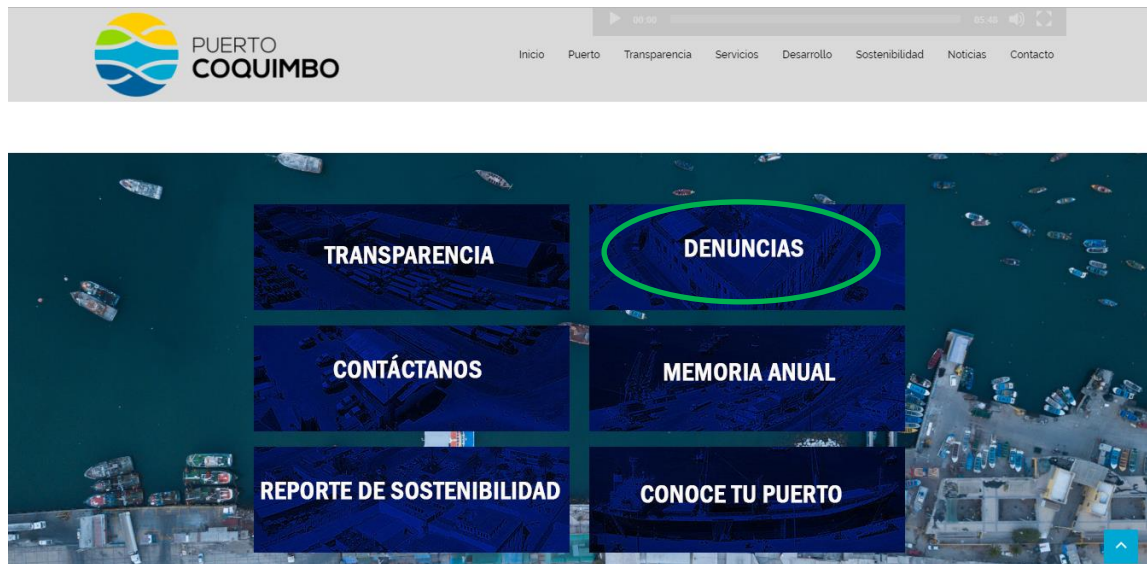 00:00 05:40
PUERTO
COQUIMBO
Inicio Puerto Transparencia Servicios Desarrollo Sostenibilidad Noticias Contacto
TRANSPARENCIA
DENUNCIAS
CONTÁCTANOS
MEMORIA ANUAL
REPORTE DE SOSTENIBILIDAD
CONOCE TU PUERTO